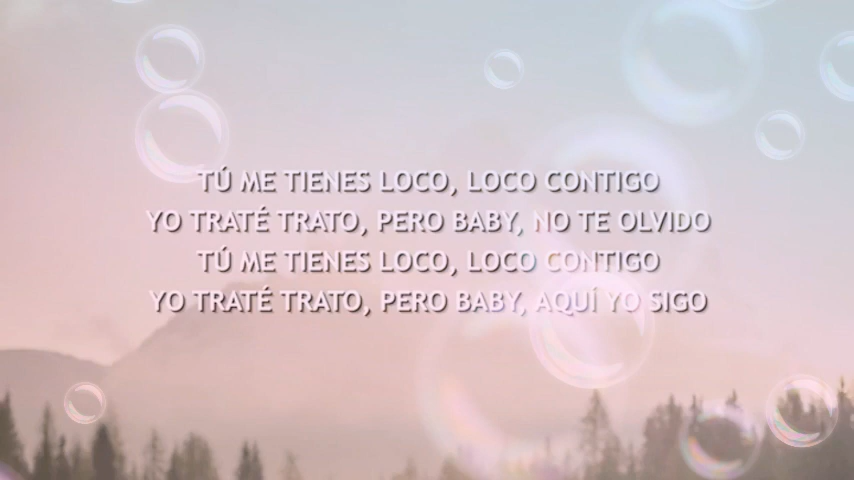 TÚ ME TIENES LOCO, LOCO CONTIGO
YO TRATÉ TRATO, PERO BABY, NO TE OLVIDO
TÚ ME TIENES LOCO, LOCO CONTIGO
YO TRATÉ TRATO, PERO BABY, AQUÍ YO SIGO